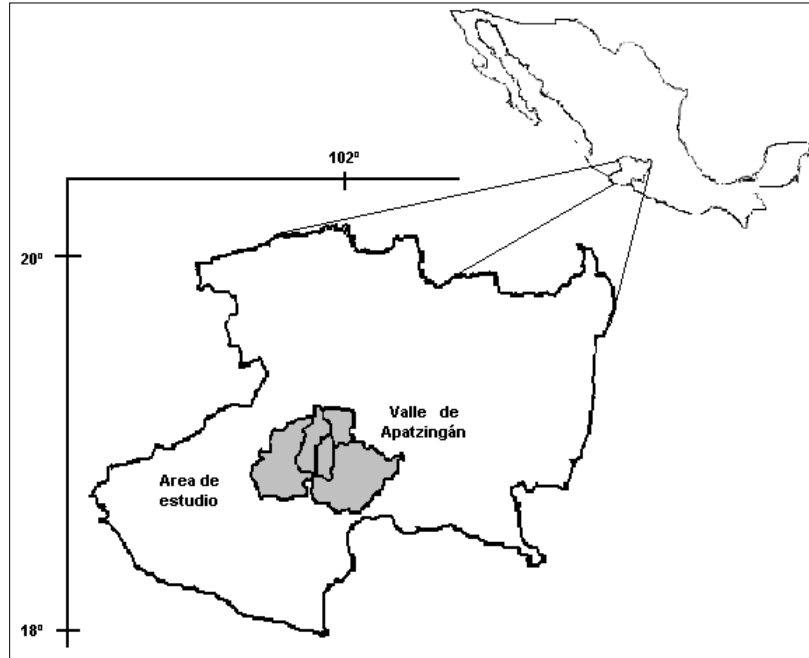 102º
20º
Valle de
Apatzingán
Area de
estudio
18º